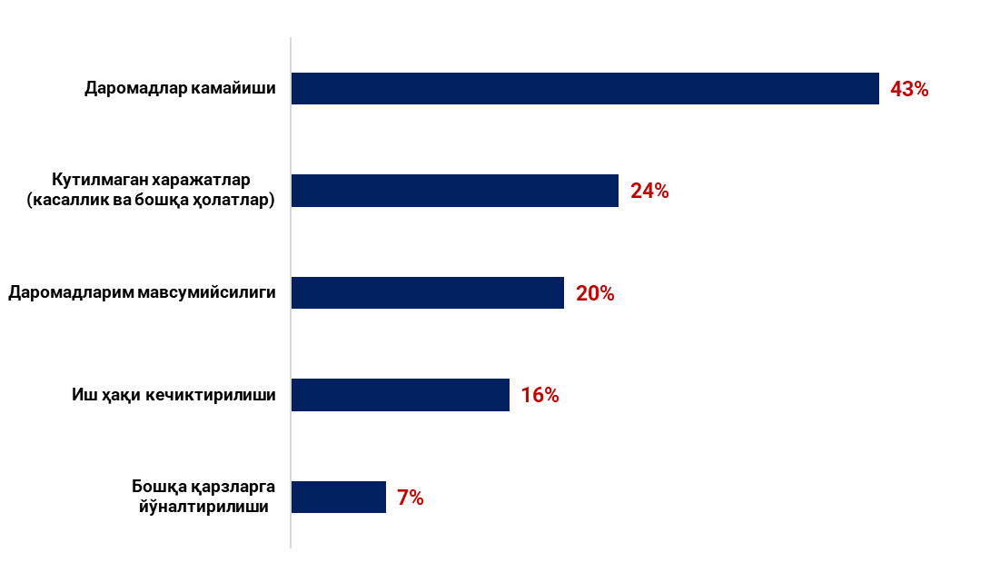 Даромадлар камайиши
43%
Кутилмаган харажатлар
(касаллик ва бошқа ҳолатлар)
24%
Даромадларим мавсумийсилиги
20%
Иш ҳақи кечиктирилиши
16%
Бошқа қарзларга
йўналтирилиши
7%